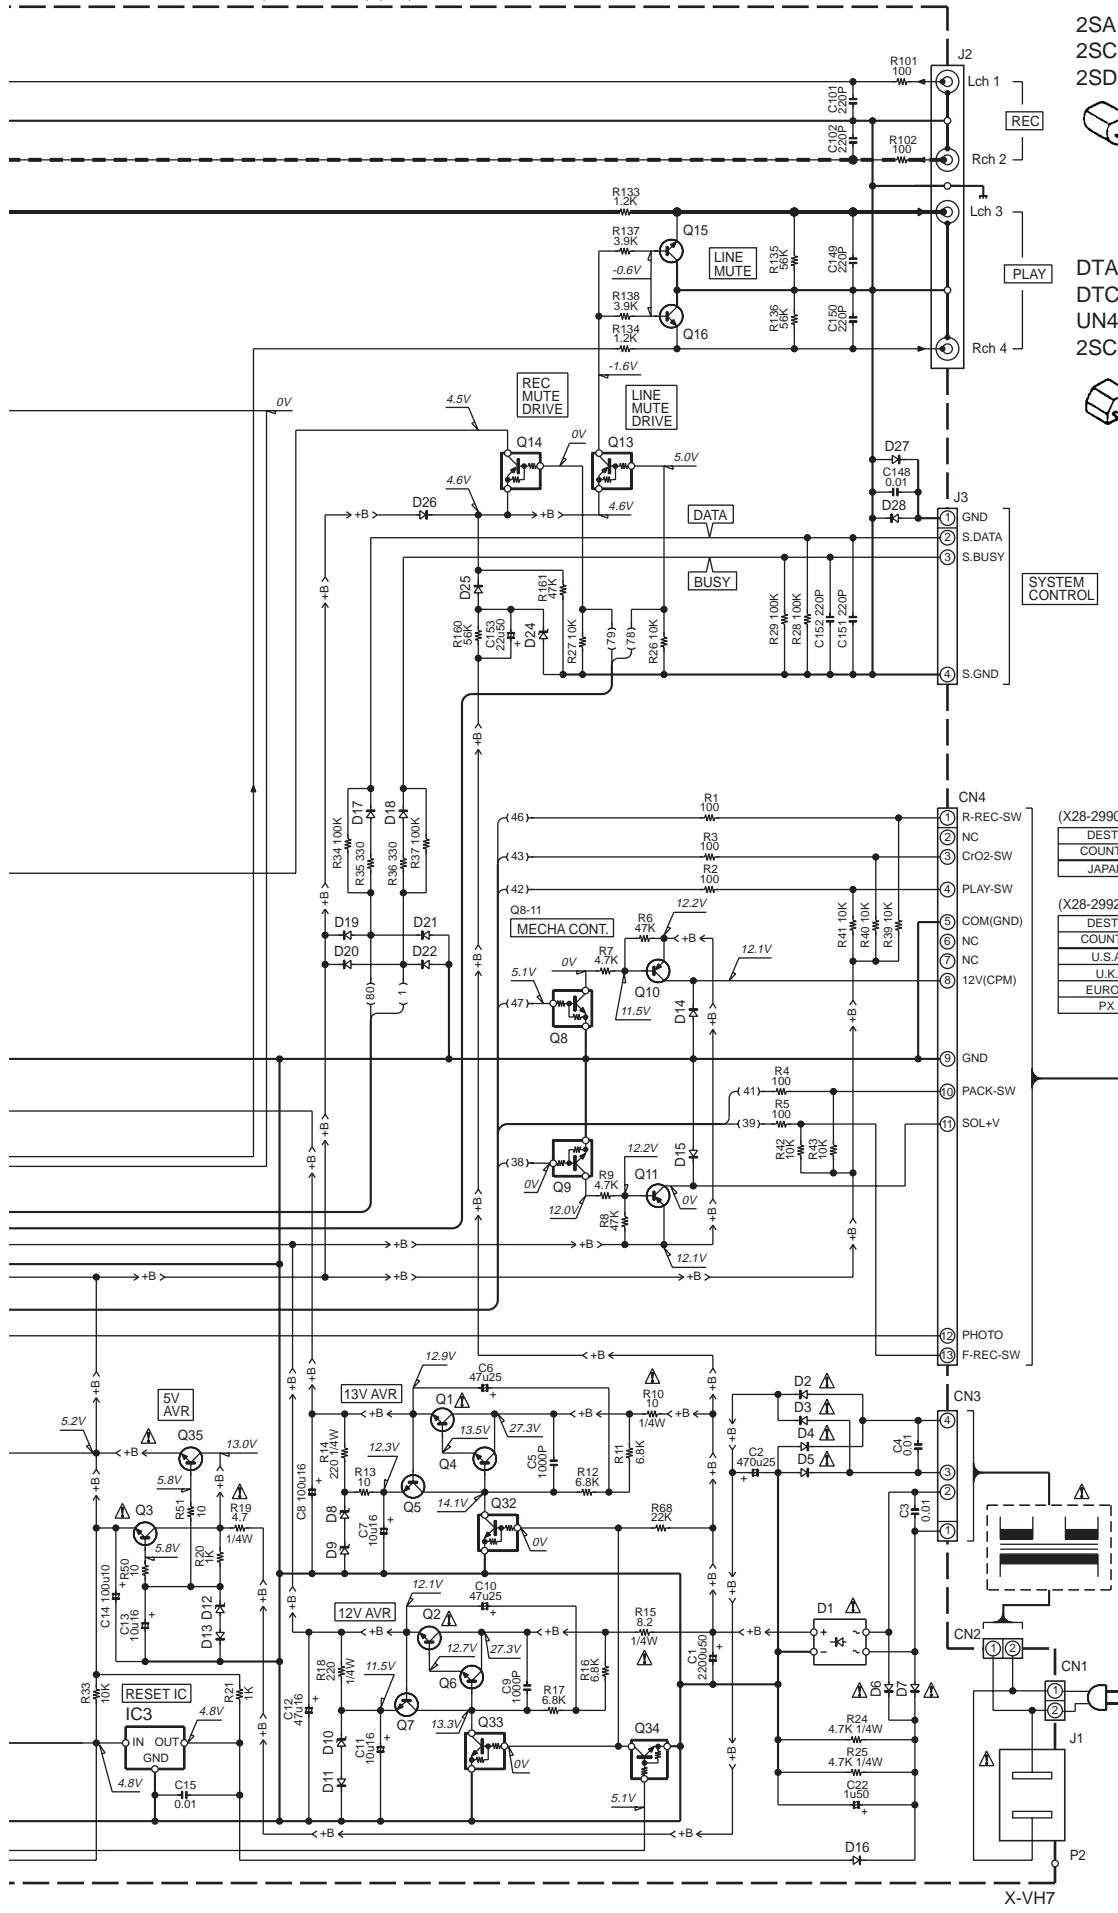 2SA
2SC
2SD
J2
R101
100
Lch 1
C101
220P
REC
C102
220P
R102
100
Rch 2
R133
1.2K
Lch 3
R137
3.9K
Q15
LINE
MUTE
R135
56K
C149
220P
-0.6V
PLAY
DTA
DTC
UN4
2SC
R138
3.9K
R136
56K
C150
220P
R134
1.2K
Q16
Rch 4
-1.6V
REC
MUTE
DRIVE
LINE
MUTE
DRIVE
0V
4.5V
Q14
0V
Q13
5.0V
D27
C148
0.01
D28
J3
4.6V
D26
+B
+B
4.6V
DATA
1 GND
2 S.DATA
3 S.BUSY
BUSY
SYSTEM
CONTROL
D25
R161
47K
R160
56K
C153
22u50
+
D24
R27 10K
79
78
R26 10K
R29 100K
R28 100K
C152 220P
C151 220P
4 S.GND
+B
+B
+B
CN4
R1
100
46
1 R-REC-SW
(X28-2990
D17
D18
R34 100K
R35 330
R36 330
R37 100K
2 NC
DEST
R3
100
43
3 CrO2-SW
COUNT
JAPAN
R2
100
42
4 PLAY-SW
+B
(X28-2992
Q8-11
MECHA CONT.
R6
47K
12.2V
+B
R41 10K
R40 10K
R39 10K
5 COM(GND)
DEST
COUNT
D19
D21
D20
D22
R7
4.7K
0V
12.1V
6 NC
7 NC
U.S.A
U.K.
5.1V
47
Q10
8 12V(CPM)
EURO
PX
80
1
Q8
11.5V
D14
+B
+B
9 GND
R4
100
41
10 PACK-SW
R5
100
39
11 SOL+V
+B
38
0V
Q9
12.0V
R9
4.7K
12.2V
Q11
D15
0V
R42
10K
R43
10K
R8
47K
+B
+B
+B
+B
+B
+B
12.1V
+B
+B
+B
12 PHOTO
13 F-REC-SW
+B
+B
+B
12.9V
+B
C6
47u25
+
5V
AVR
13V AVR
Q1
R10
10
1/4W
D2
D3
D4
D5
CN3
5.2V
Q35
+B
13.0V
+B
27.3V
+B
+B
4
R14
220 1/4W
12.3V
13.5V
Q4
C5
1000P
R11
6.8K
C2
470u25
+
C4
0.01
5.8V
+B
R13
10
R12
6.8K
+B
3
C8 100u16
+
Q5
14.1V
2
Q3
R51
10
R19
4.7
1/4W
D8
D9
C7
10u16
+
Q32
R68
22K
C3
0.01
5.8V
R20
1K
0V
1
C14 100u10
+
R50
10
C13
10u16
+
D12
D13
+B
+B
12.1V
C10
47u25
+
+B
+B
12V AVR
Q2
R15
8.2
1/4W
D1
CN2
1 2
+B
27.3V
+B
+B
R18
220
1/4W
12.7V
Q6
C9
1000P
R16
6.8K
C1
2200u50
+
CN1
R33
10K
RESET IC
IC3
R21
1K
11.5V
R17
6.8K
D6
D7
1
2
C12
47u16
+
Q7
13.3V
4.8V
D10
D11
C11
10u16
+
Q33
Q34
R24
4.7K 1/4W
J1
IN OUT
GND
0V
R25
4.7K 1/4W
4.8V
C15
0.01
5.1V
C22
1u50
+
+B
+B
+B
D16
P2
X-VH7